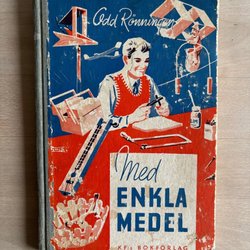 Odd Rönningen
Med
ENKLA
MEDEL
KF:s BOKFÖRLAG